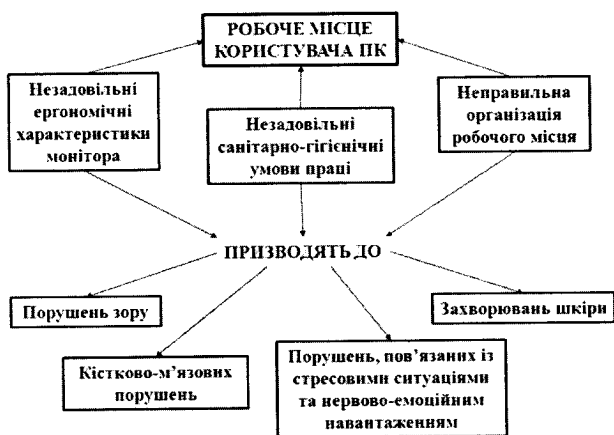 РОБОЧЕ МІСЦЕ
КОРИСТУВАЧА ПК
Незадовільні
ергономічні
характеристики
монітора
Незадовільні
санітарно-гігієнічні
умови праці
Неправильна
організація
робочого місця
ПРИЗВОДЯТЬ ДО
Порушень зору
Захворювань шкіри
Кістково-м'язових
порушень
Порушень, пов'язаних із
стресовими ситуаціями
та нервово-емоційним
навантаженням